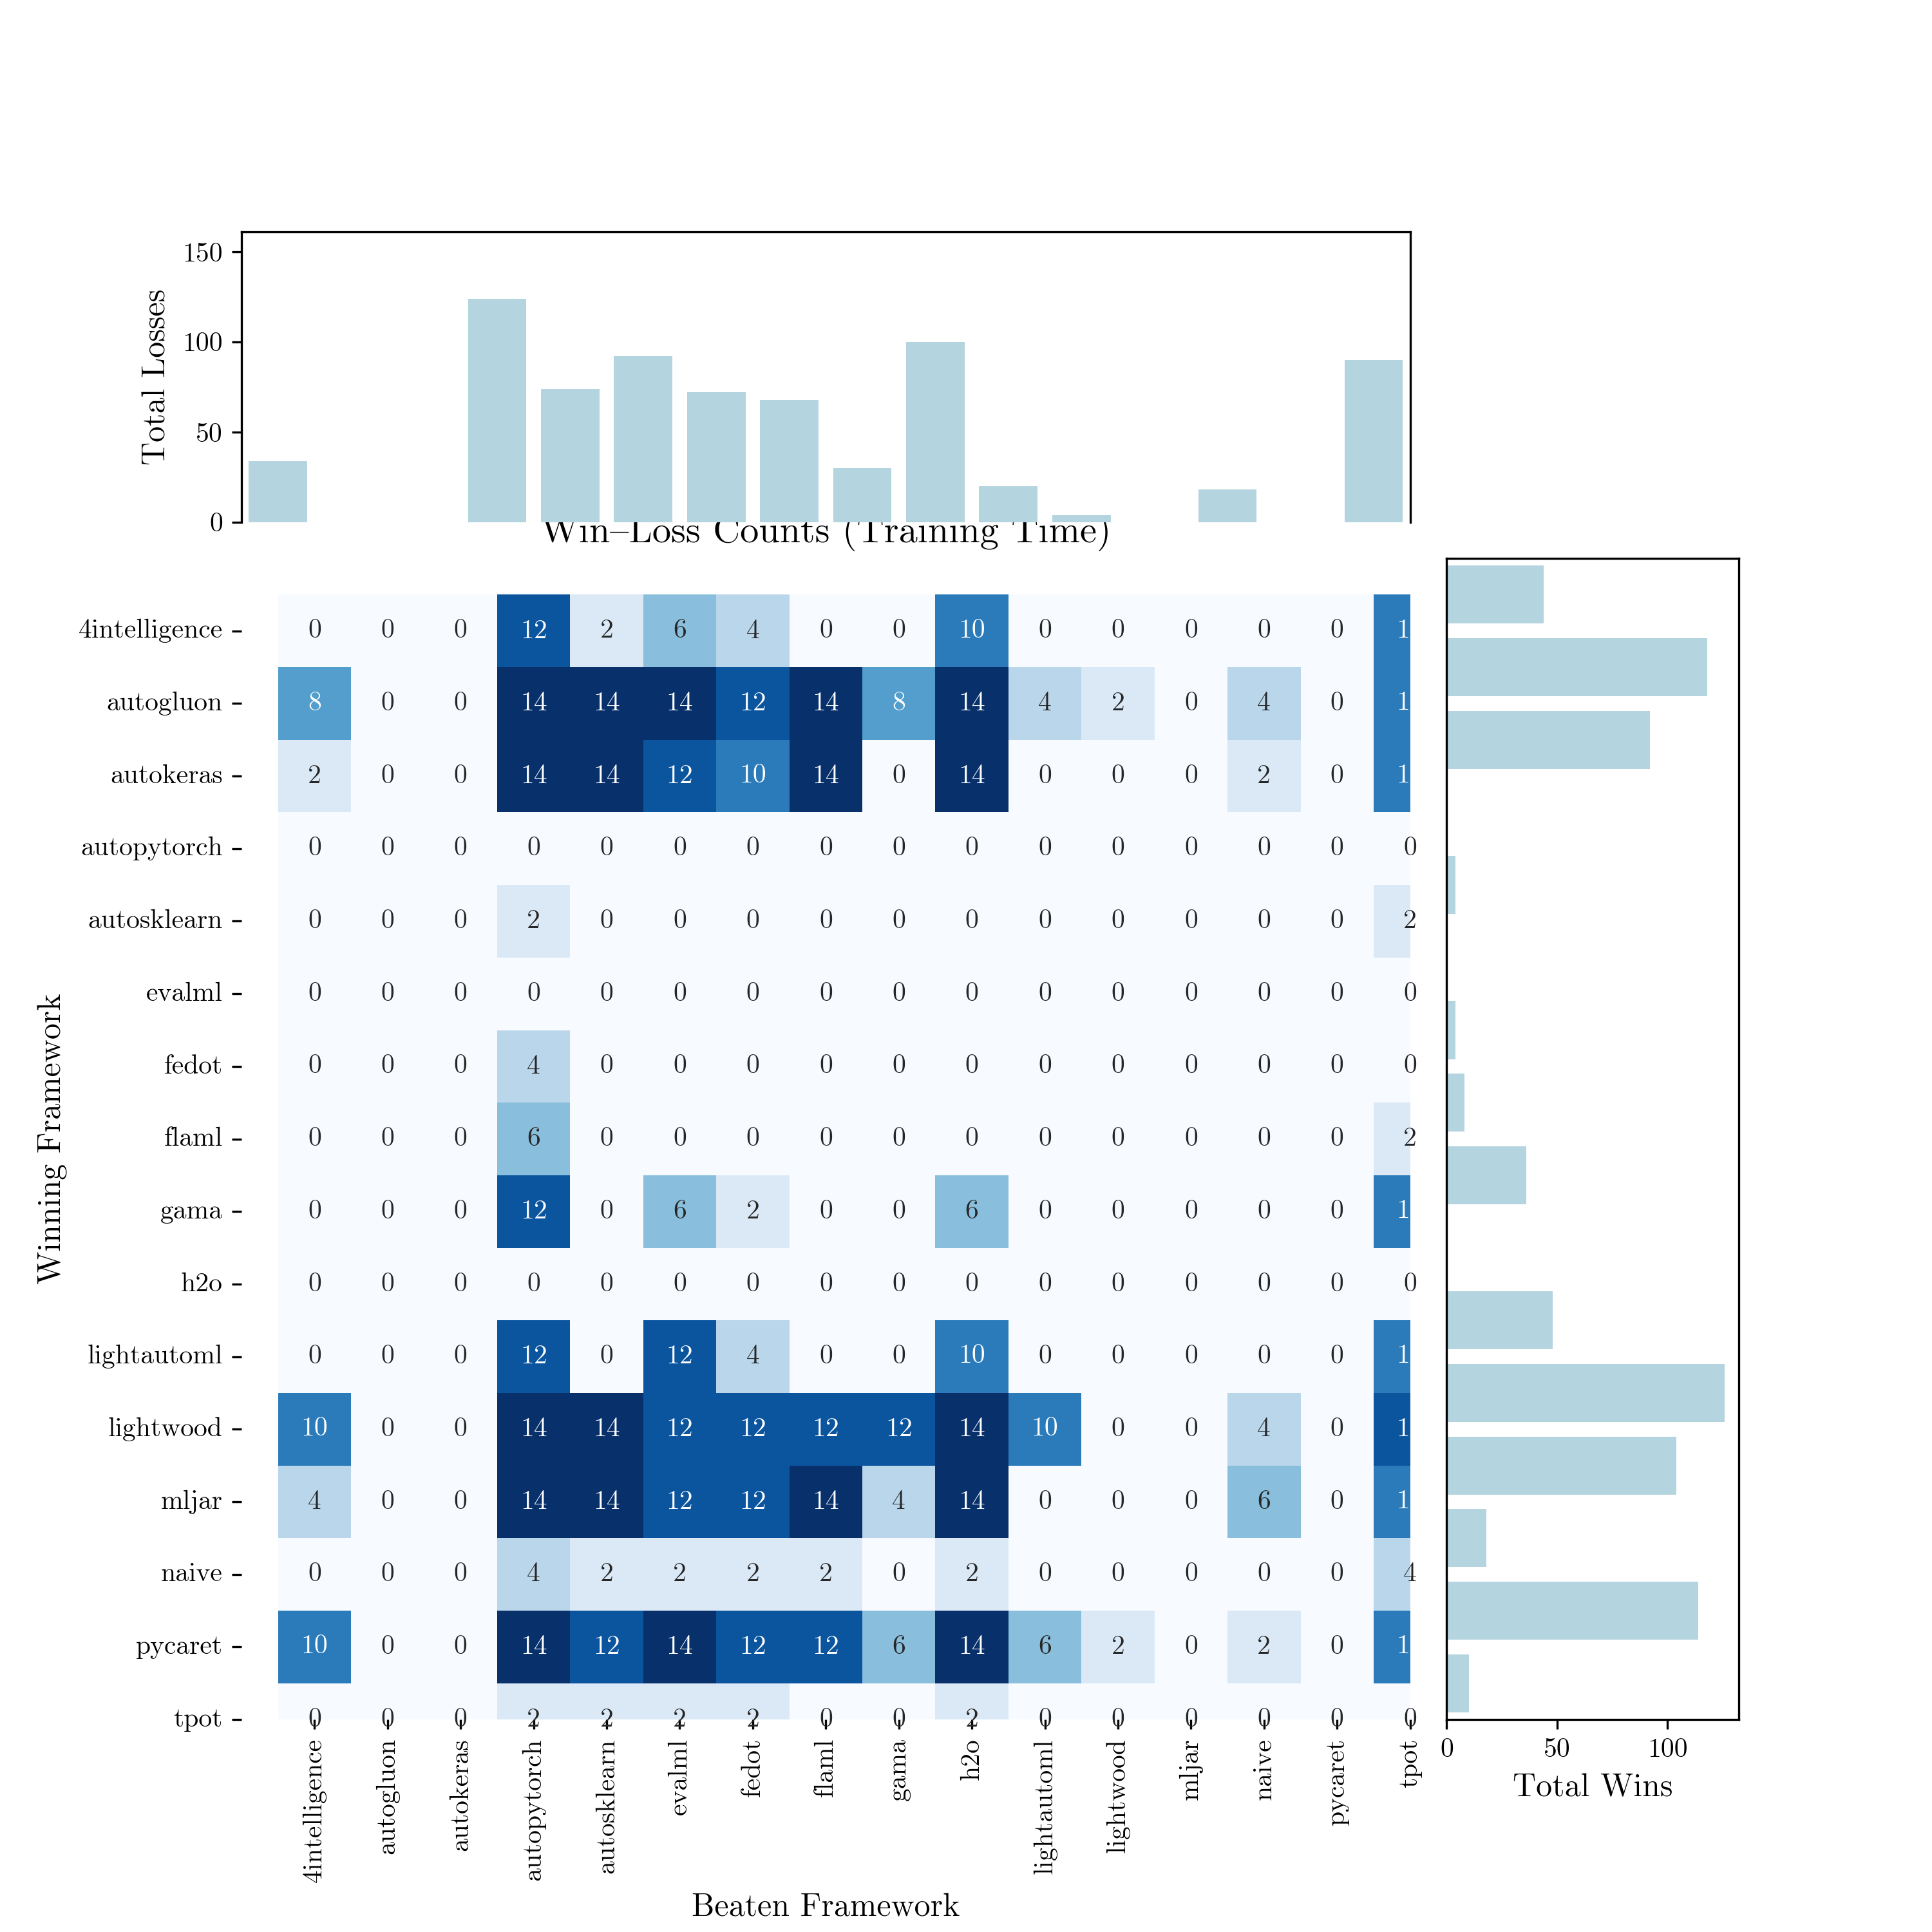 150
100
50
0
Total Losses
Win–Loss Counts (Training Time)
4intelligence 0 0 0 12 2 6 4 0 0 10 0 0 0 0 0 1
autogluon 8 0 0 14 14 14 12 14 8 14 4 2 0 4 0 1
autokeras 2 0 0 14 14 12 10 14 0 14 0 0 0 2 0 1
autopytorch 0 0 0 0 0 0 0 0 0 0 0 0 0 0 0 0
autosklearn 0 0 0 2 0 0 0 0 0 0 0 0 0 0 0 2
evalml 0 0 0 0 0 0 0 0 0 0 0 0 0 0 0 0
fedot 0 0 0 4 0 0 0 0 0 0 0 0 0 0 0 0
flaml 0 0 0 6 0 0 0 0 0 0 0 0 0 0 0 2
gama 0 0 0 12 0 6 2 0 0 6 0 0 0 0 0 1
h2o 0 0 0 0 0 0 0 0 0 0 0 0 0 0 0 0
lightautoml 0 0 0 12 0 12 4 0 0 10 0 0 0 0 0 1
lightwood 10 0 0 14 14 12 12 12 12 14 10 0 0 4 0 1
mljar 4 0 0 14 14 12 12 14 4 14 0 0 0 6 0 1
naive 0 0 0 4 2 2 2 2 0 2 0 0 0 0 0 4
pycaret 10 0 0 14 12 14 12 12 6 14 6 2 0 2 0 1
tpot 0 0 0 2 2 2 2 0 0 2 0 0 0 0 0 0
Winning Framework
4intelligence
autogluon
autokeras
autopytorch
autosklearn
evalml
fedot
flaml
gama
h2o
lightautoml
lightwood
mljar
naive
pycaret
tpot
Beaten Framework
0 50 100
Total Wins